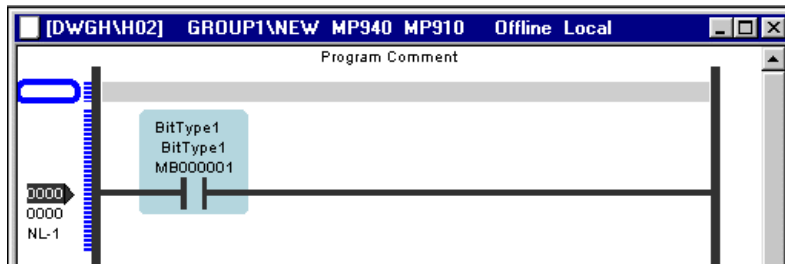 [DWGH\H02] GROUP1\NEW MP940 MP910 Offline Local
Program Comment
BitType1
BitType1
MB000001
0000
0000
NL-1